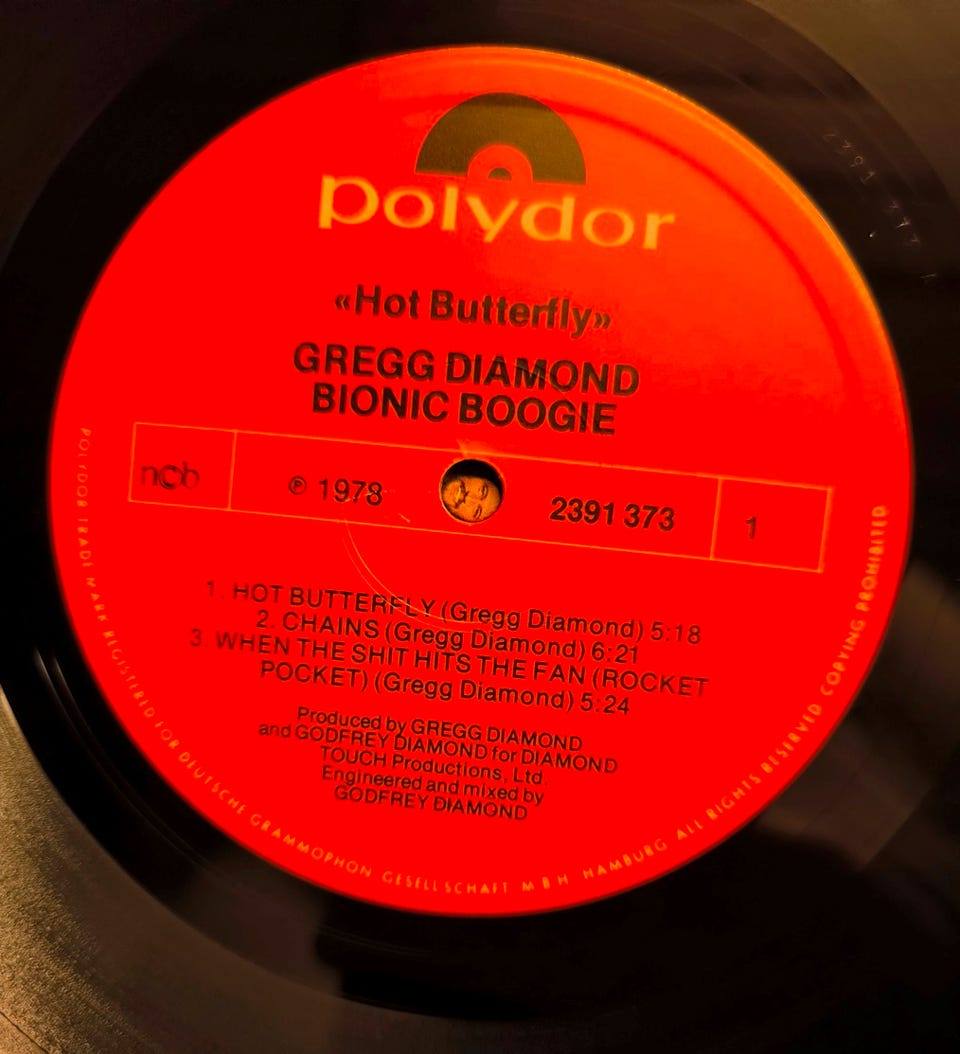 polydor
«Hot Butterfly»
GREGG DIAMOND
BIONIC BOOGIE
ncb
℗ 1978
2391 373
1
1. HOT BUTTERFLY (Gregg Diamond) 5:18
2. CHAINS (Gregg Diamond) 6:21
3. WHEN THE SHIT HITS THE FAN (ROCKET
POCKET) (Gregg Diamond) 5:24
Produced by GREGG DIAMOND
and GODFREY DIAMOND for DIAMOND
TOUCH Productions, Ltd.
Engineered and mixed by
GODFREY DIAMOND
POLYDOR TRADE MARK REGISTERED FOR DEUTSCHE GRAMMOPHON GESELLSCHAFT MBH HAMBURG ALL RIGHTS RESERVED COPYING PROHIBITED